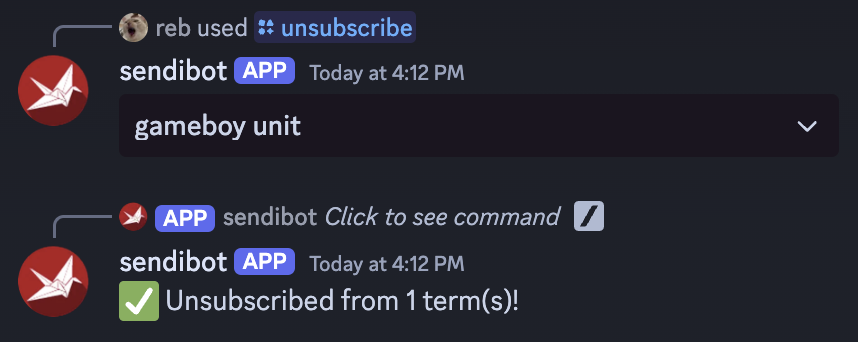 reb used unsubscribe
sendibot APP Today at 4:12 PM
gameboy unit
APP sendibot Click to see command
sendibot APP Today at 4:12 PM
Unsubscribed from 1 term(s)!